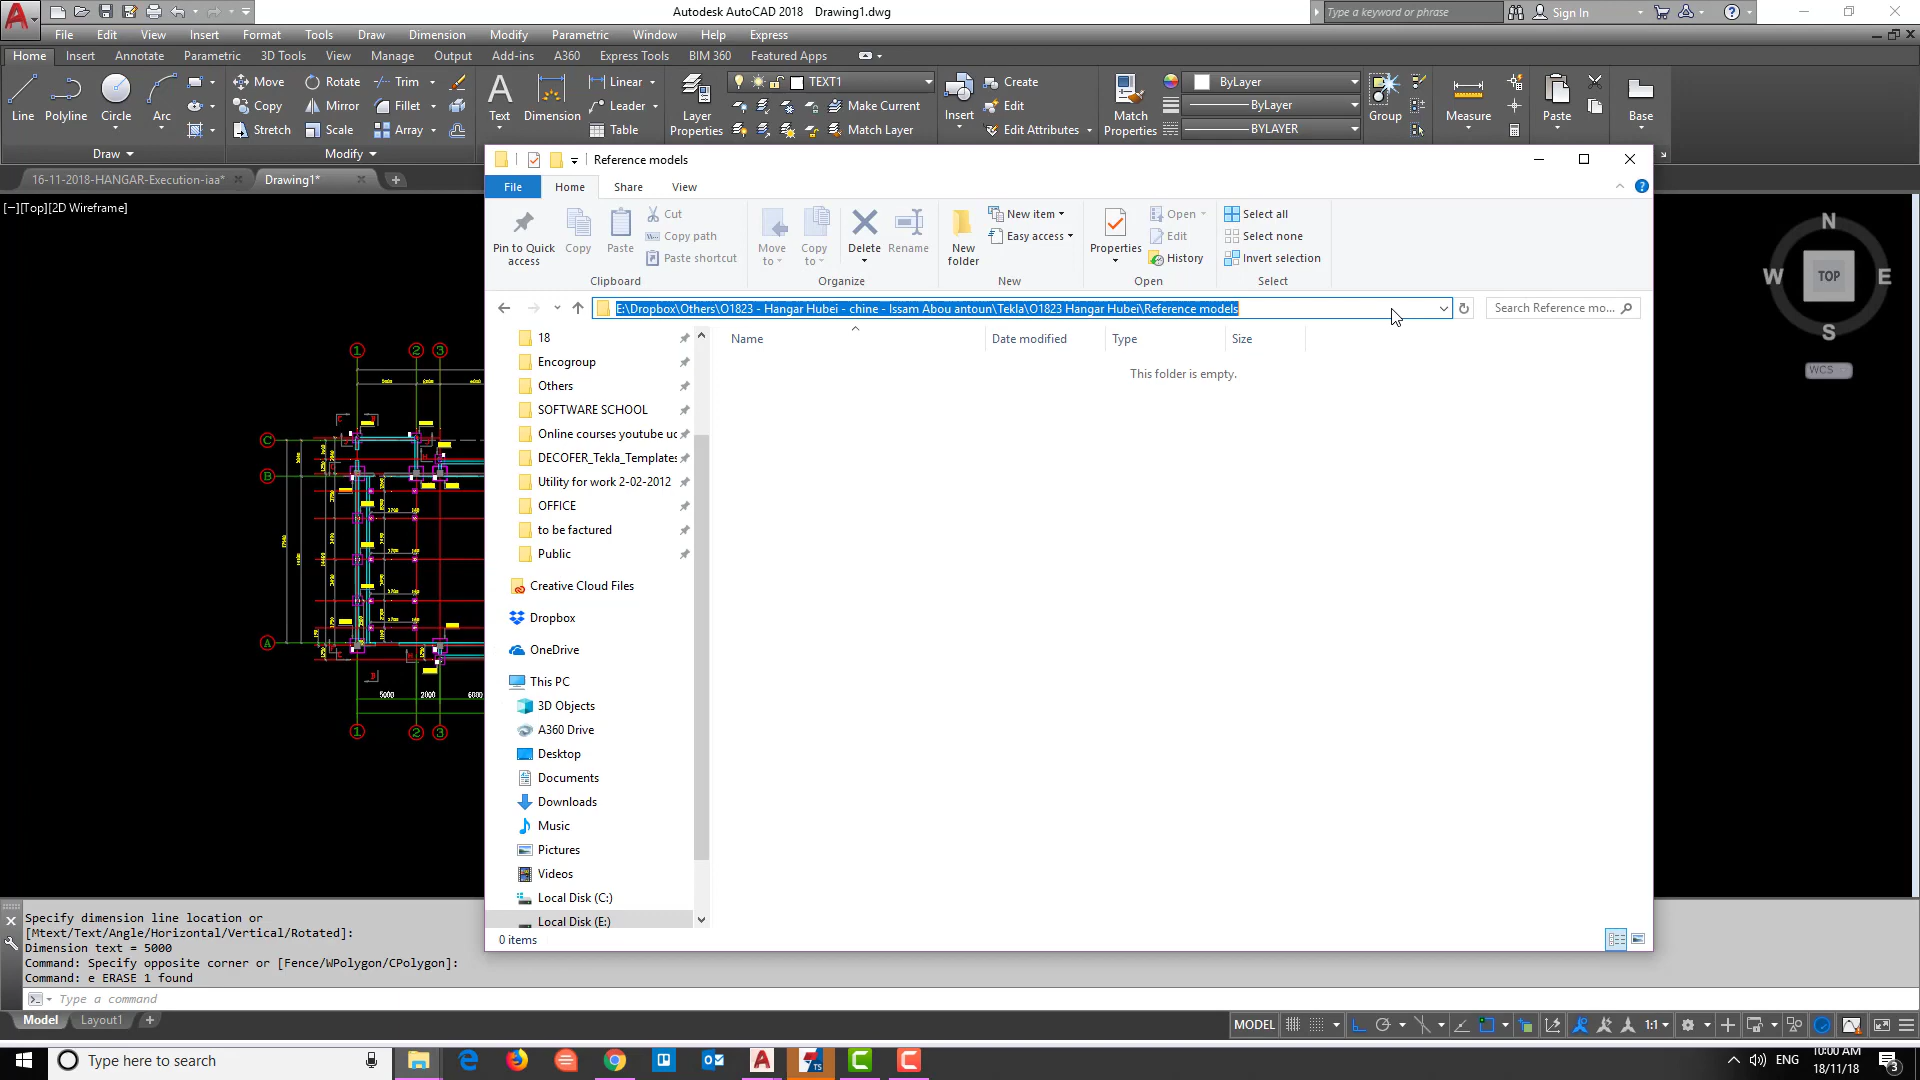 Autodesk AutoCAD 2018 Drawing1.dwg
Type a keyword or phrase
Sign In
File Edit View Insert Format Tools Draw Dimension Modify Parametric Window Help Express
Home Insert Annotate Parametric 3D Tools View Manage Output Add-ins A360 Express Tools BIM 360 Featured Apps
Line Polyline Circle Arc
Move Rotate Trim
Copy Mirror Fillet
Stretch Scale Array
Draw Modify
Text Dimension
Linear
Leader
Table
Layer Properties
TEXT1
Make Current
Match Layer
Insert
Create
Edit
Edit Attributes
Match Properties
ByLayer
ByLayer
BYLAYER
Group
Measure
Paste
Base
16-11-2018-HANGAR-Execution-iaa*
Drawing1*
[−][Top][2D Wireframe]
Reference models
File Home Share View
Pin to Quick access
Copy
Paste
Cut
Copy path
Paste shortcut
Clipboard
Move to
Copy to
Delete
Rename
Organize
New folder
New item
Easy access
New
Properties
Open
Edit
History
Open
Select all
Select none
Invert selection
Select
E:\Dropbox\Others\O1823 - Hangar Hubei - chine - Issam Abou antoun\Tekla\O1823 Hangar Hubei\Reference models
Search Reference mo...
Name Date modified Type Size
This folder is empty.
18
Encogroup
Others
SOFTWARE SCHOOL
Online courses youtube uc
DECOFER_Tekla_Templates
Utility for work 2-02-2012
OFFICE
to be factured
Public
Creative Cloud Files
Dropbox
OneDrive
This PC
3D Objects
A360 Drive
Desktop
Documents
Downloads
Music
Pictures
Videos
Local Disk (C:)
Local Disk (E:)
0 items
N
W TOP E
S
WCS
1 2 3
C
B
A
5000 2000 6000
1 2 3
Specify dimension line location or
[Mtext/Text/Angle/Horizontal/Vertical/Rotated]:
Dimension text = 5000
Command: Specify opposite corner or [Fence/WPolygon/CPolygon]:
Command: e ERASE 1 found
Type a command
Model Layout1
MODEL
1:1
Type here to search
ENG
10:00 AM
18/11/18
3